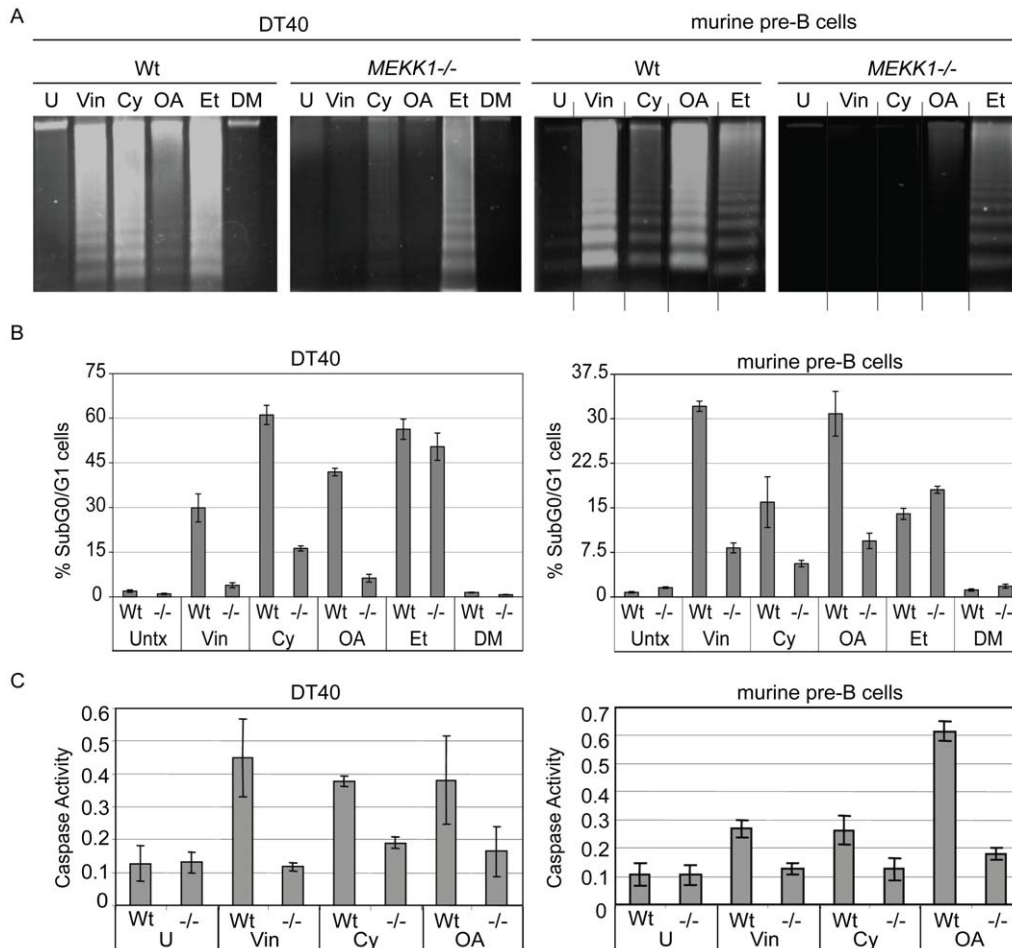 A
DT40
murine pre-B cells
Wt
MEKK1-/-
Wt
MEKK1-/-
U Vin Cy OA Et DM
U Vin Cy OA Et DM
U Vin Cy OA Et
U Vin Cy OA Et
B
DT40
% SubG0/G1 cells
75
60
45
30
15
0
Wt -/- Wt -/- Wt -/- Wt -/- Wt -/- Wt -/-
Untx Vin Cy OA Et DM
murine pre-B cells
% SubG0/G1 cells
37.5
30
22.5
15
7.5
0
Wt -/- Wt -/- Wt -/- Wt -/- Wt -/- Wt -/-
Untx Vin Cy OA Et DM
C
DT40
Caspase Activity
0.6
0.5
0.4
0.3
0.2
0.1
0
Wt -/- Wt -/- Wt -/- Wt -/-
U Vin Cy OA
murine pre-B cells
Caspase Activity
0.7
0.6
0.5
0.4
0.3
0.2
0.1
0
Wt -/- Wt -/- Wt -/- Wt -/-
U Vin Cy OA